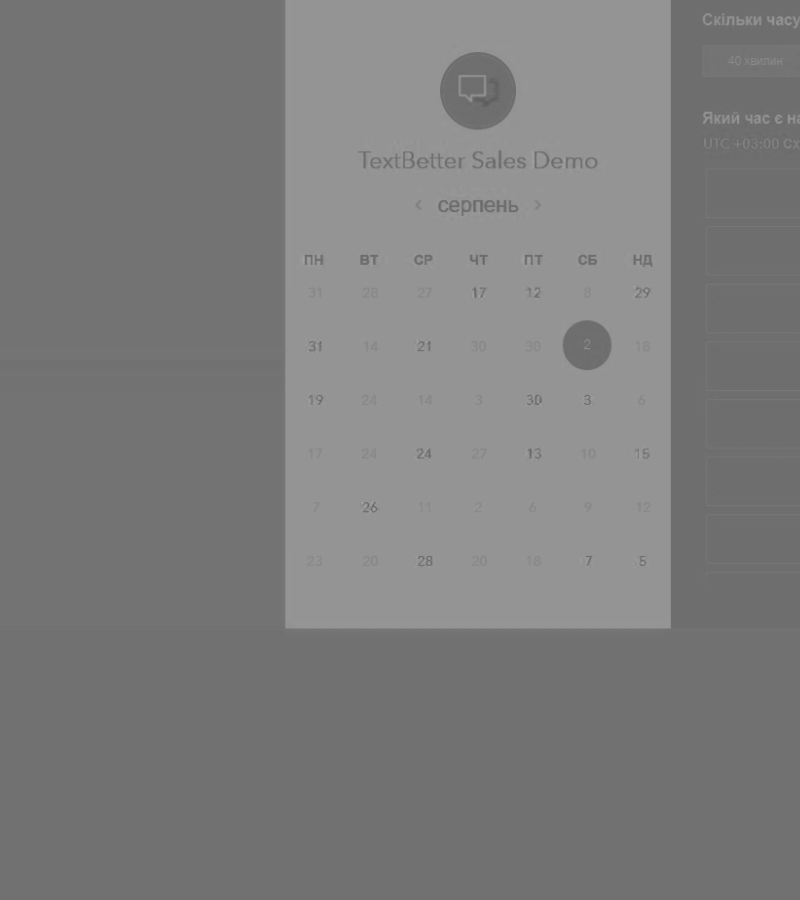 Скільки часу
40 хвилин
TextBetter Sales Demo
Який час є на
UTC +03:00 Сх
‹ серпень ›
ПН ВТ СР ЧТ ПТ СБ НД
31 28 27 17 12 8 29
31 14 21 30 30 2 18
19 24 14 3 30 3 6
17 24 24 27 13 10 15
7 26 11 2 6 9 12
23 20 28 20 18 7 5